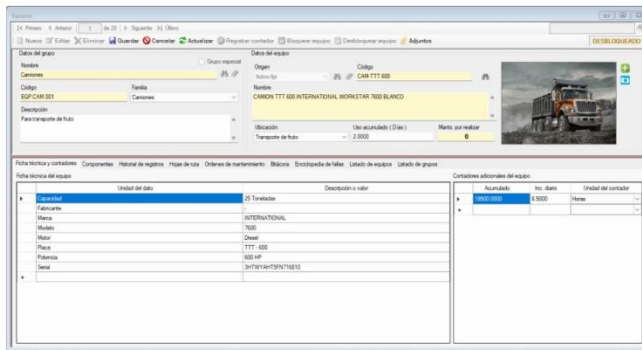 Equipos
Primero Anterior 1 de 23 Siguiente Último
Nuevo Editar Eliminar Guardar Cancelar Actualizar Registrar contador Bloquear equipo Desbloquear equipo Adjuntos
DESBLOQUEADO
Datos del grupo
Grupo especial
Nombre
Camiones
Código Familia
EGP-CAM 001 Camiones
Descripción
Para transporte de fruto
Datos del equipo
Origen Código
Activo fijo CAM-TTT 600
Nombre
CAMION TTT 600 INTERNATIONAL WORKSTAR 7600 BLANCO
Ubicación Uso acumulado ( Días ) Manto. por realizar
Transporte de fruto 2.0000 0
Ficha técnica y contadores Componentes Historial de registros Hojas de ruta Ordenes de mantenimiento Bitácora Enciclopedia de fallas Listado de equipos Listado de grupos
Ficha técnica del equipo
Unidad del dato Descripción o valor
Capacidad 25 Toneladas
Fabricante -
Marca INTERNATIONAL
Modelo 7600
Motor Diesel
Placa TTT - 600
Potencia 600 HP
Serial 3HTWYAHT5FN716810
Contadores adicionales del equipo
Acumulado Inc. diario Unidad del contador
19500.0000 6.5000 Horas